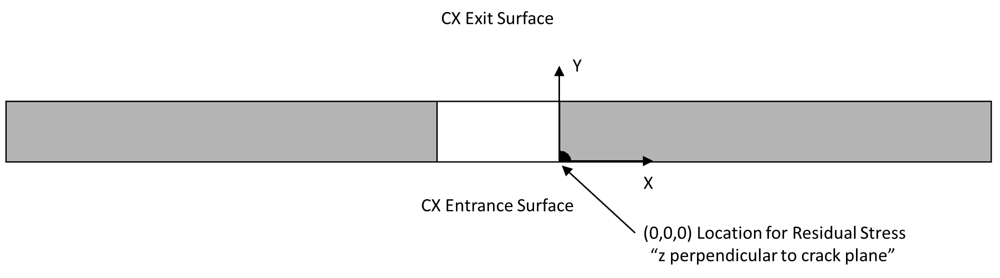 CX Exit Surface
Y
X
CX Entrance Surface
(0,0,0) Location for Residual Stress
“z perpendicular to crack plane”